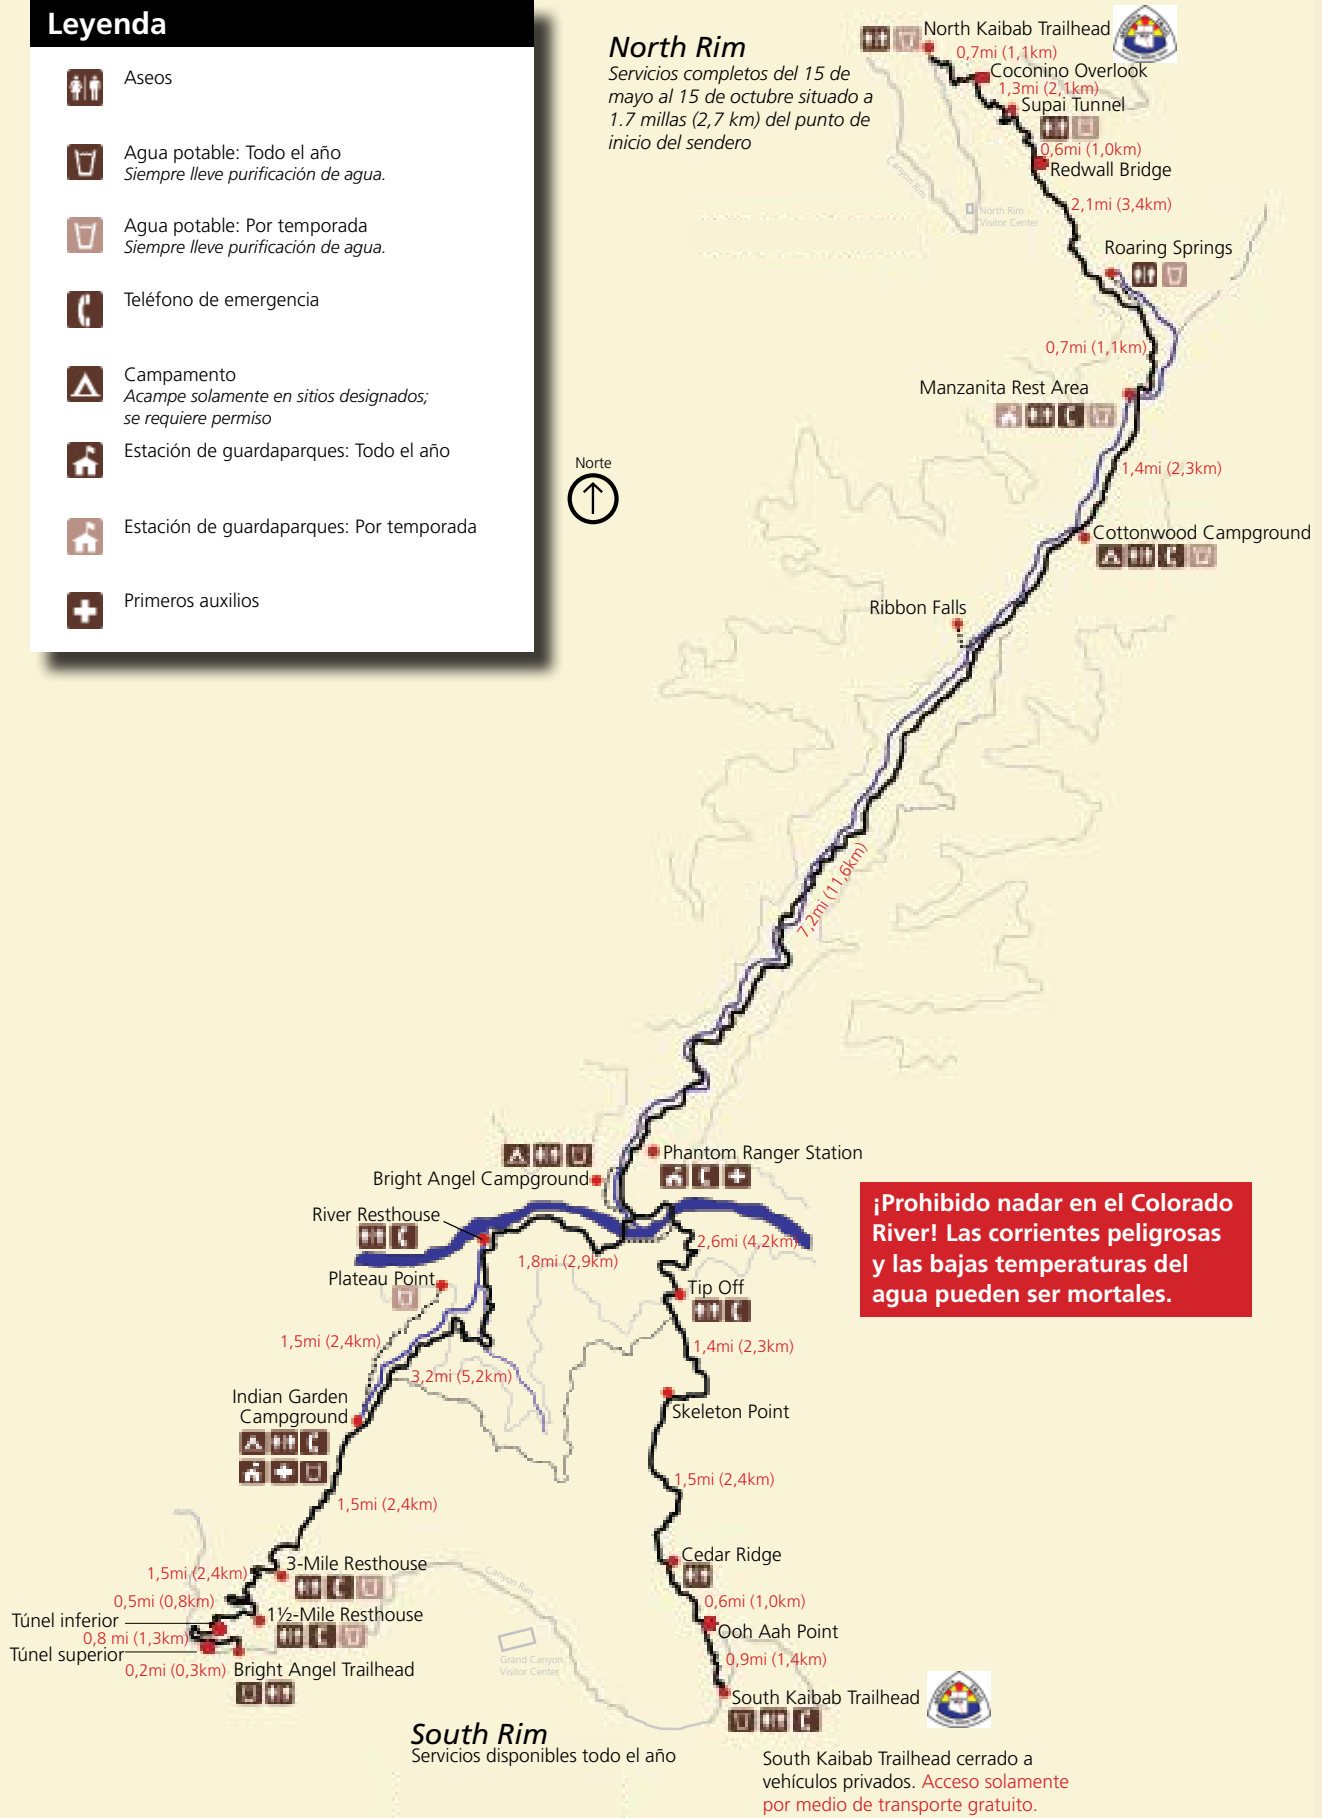 Leyenda
Aseos
Agua potable: Todo el año
Siempre lleve purificación de agua.
Agua potable: Por temporada
Siempre lleve purificación de agua.
Teléfono de emergencia
Campamento
Acampe solamente en sitios designados;
se requiere permiso
Estación de guardaparques: Todo el año
Estación de guardaparques: Por temporada
Primeros auxilios
Norte
North Rim
Servicios completos del 15 de
mayo al 15 de octubre situado a
1.7 millas (2,7 km) del punto de
inicio del sendero
North Kaibab Trailhead
0,7mi (1,1km)
Coconino Overlook
1,3mi (2,1km)
Supai Tunnel
0,6mi (1,0km)
Redwall Bridge
Canyon Rim
2,1mi (3,4km)
North Rim
Visitor Center
Roaring Springs
0,7mi (1,1km)
Manzanita Rest Area
1,4mi (2,3km)
Cottonwood Campground
Ribbon Falls
7,2mi (11,6km)
Phantom Ranger Station
Bright Angel Campground
River Resthouse
¡Prohibido nadar en el Colorado
River! Las corrientes peligrosas
y las bajas temperaturas del
agua pueden ser mortales.
2,6mi (4,2km)
1,8mi (2,9km)
Plateau Point
Tip Off
1,5mi (2,4km)
1,4mi (2,3km)
3,2mi (5,2km)
Indian Garden
Campground
Skeleton Point
1,5mi (2,4km)
1,5mi (2,4km)
Cedar Ridge
3-Mile Resthouse
1,5mi (2,4km)
Canyon Rim
0,5mi (0,8km)
0,6mi (1,0km)
1½-Mile Resthouse
Túnel inferior
Ooh Aah Point
0,8 mi (1,3km)
Túnel superior
Grand Canyon
Visitor Center
0,9mi (1,4km)
0,2mi (0,3km)
Bright Angel Trailhead
South Kaibab Trailhead
South Rim
Servicios disponibles todo el año
South Kaibab Trailhead cerrado a
vehículos privados. Acceso solamente
por medio de transporte gratuito.